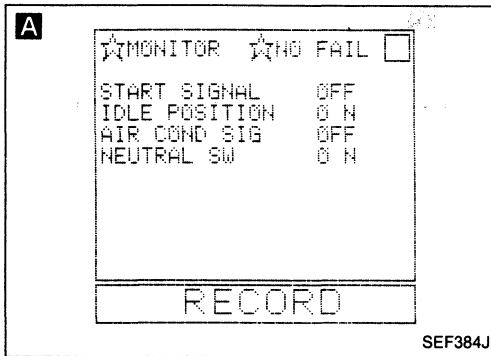 A
☆MONITOR ☆NO FAIL □
START SIGNAL OFF
IDLE POSITION O N
AIR COND SIG OFF
NEUTRAL SW O N
RECORD
SEF384J